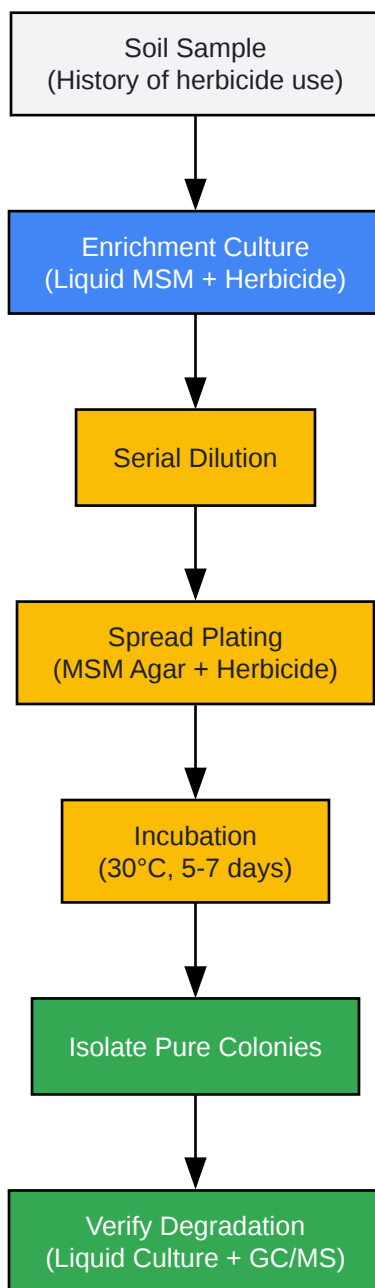 Soil Sample
(History of herbicide use)
Enrichment Culture
(Liquid MSM + Herbicide)
Serial Dilution
Spread Plating
(MSM Agar + Herbicide)
Incubation
(30°C, 5-7 days)
Isolate Pure Colonies
Verify Degradation
(Liquid Culture + GC/MS)